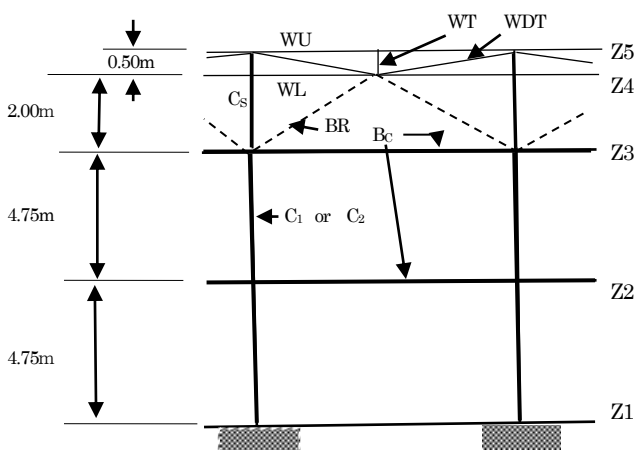 WT WDT
WU Z5
0.50m
WL Z4
2.00m CS
BR BC
Z3
4.75m C1 or C2
Z2
4.75m
Z1